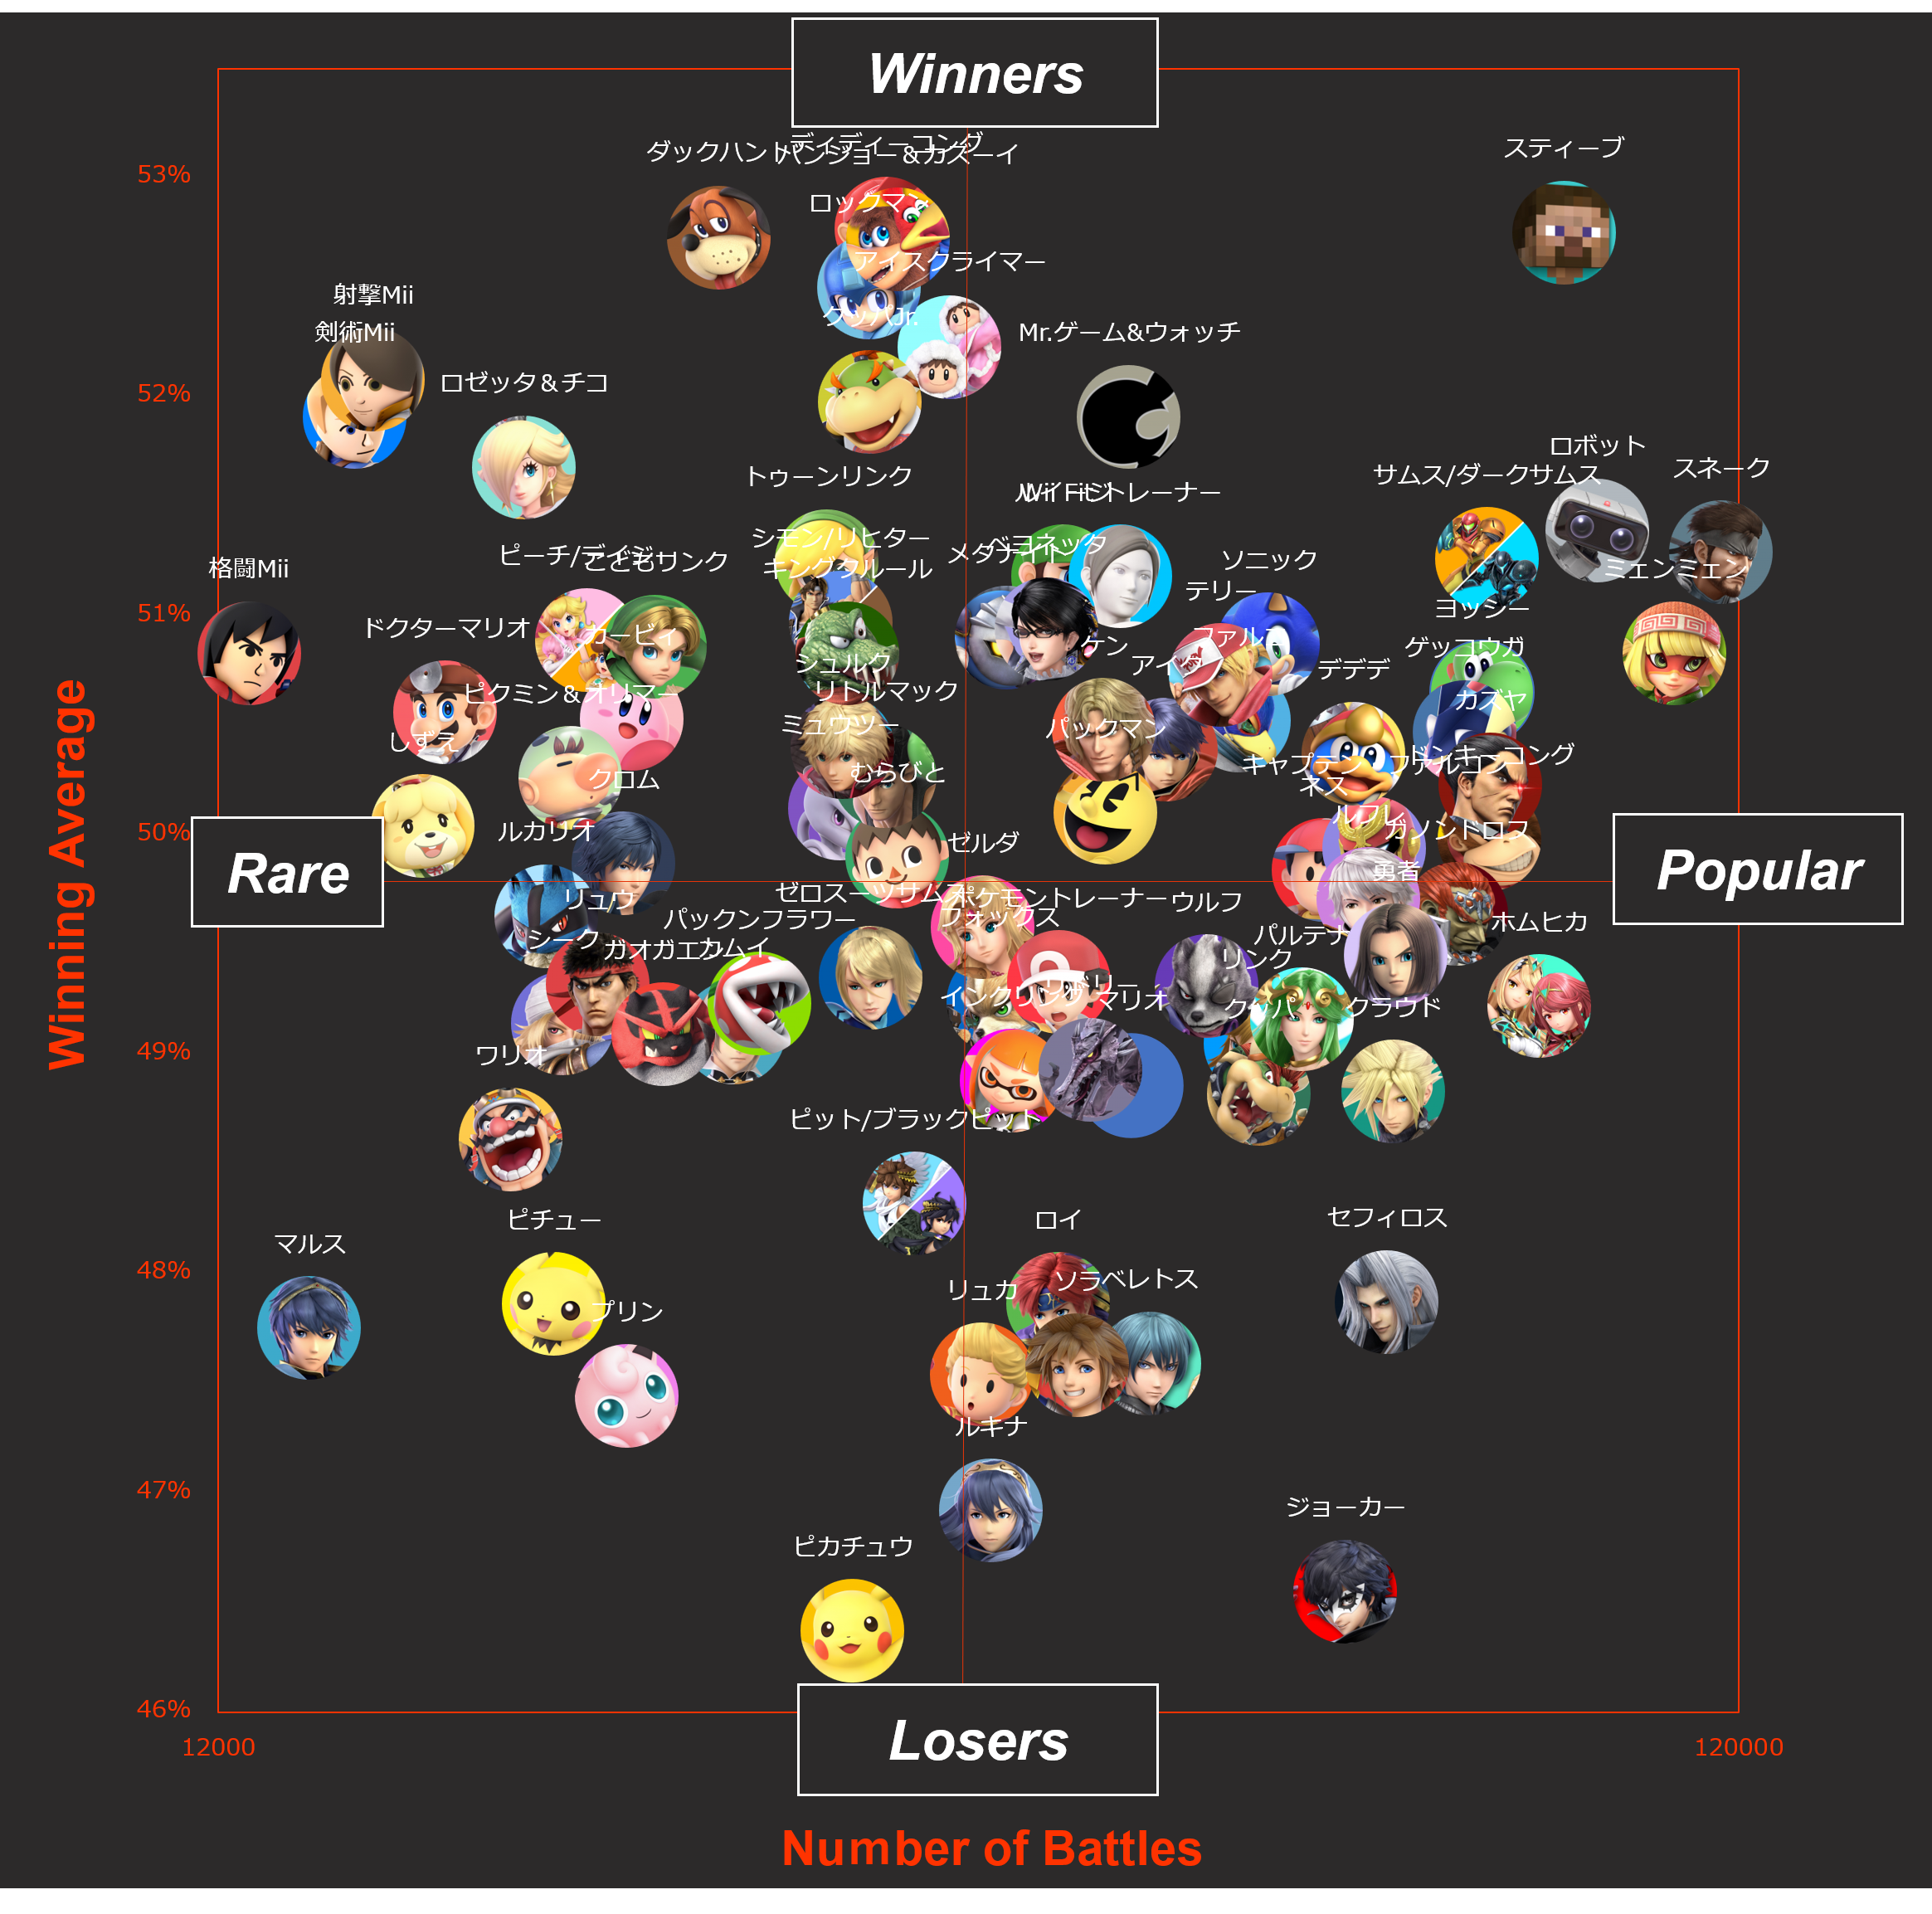 Winners
ダックハント
ディディーコング
バンジョー&カズーイ
スティーブ
53%
ロックマン
アイスクライマー
射撃Mii
クッパJr.
剣術Mii
Mr.ゲーム&ウォッチ
52%
ロゼッタ＆チコ
ロボット
スネーク
サムス/ダークサムス
トゥーンリンク
Wii Fitトレーナー
シモン/リヒター
ベヨネッタ
メタナイト
ピーチ/デイジー
こどもリンク
ソニック
格闘Mii
キングクルール
ミェンミェン
テリー
51%
ヨッシー
ドクターマリオ
カービィ
ファルコ
ケン
ゲッコウガ
シュルク
アイク
デデデ
ピクミン＆オリマー
リトルマック
カズヤ
ミュウツー
パックマン
しずえ
ドンキーコング
キャプテン・ファルコン
むらびと
クロム
ネス
ルフレ
50%
ルカリオ
ガノンドロフ
ゼルダ
Rare
勇者
Popular
ゼロスーツサムス
ポケモントレーナー
ウルフ
リュウ
パックンフラワー
フォックス
ホムヒカ
シーク
ガオガエン
カムイ
パルテナ
リンク
リドリー
インクリング
マリオ
クッパ
クラウド
49%
ワリオ
ピット/ブラックピット
ピチュー
ロイ
セフィロス
マルス
48%
リュカ
ソラ
ベレトス
プリン
ルキナ
47%
ジョーカー
ピカチュウ
46%
Losers
12000
120000
Winning Average
Number of Battles